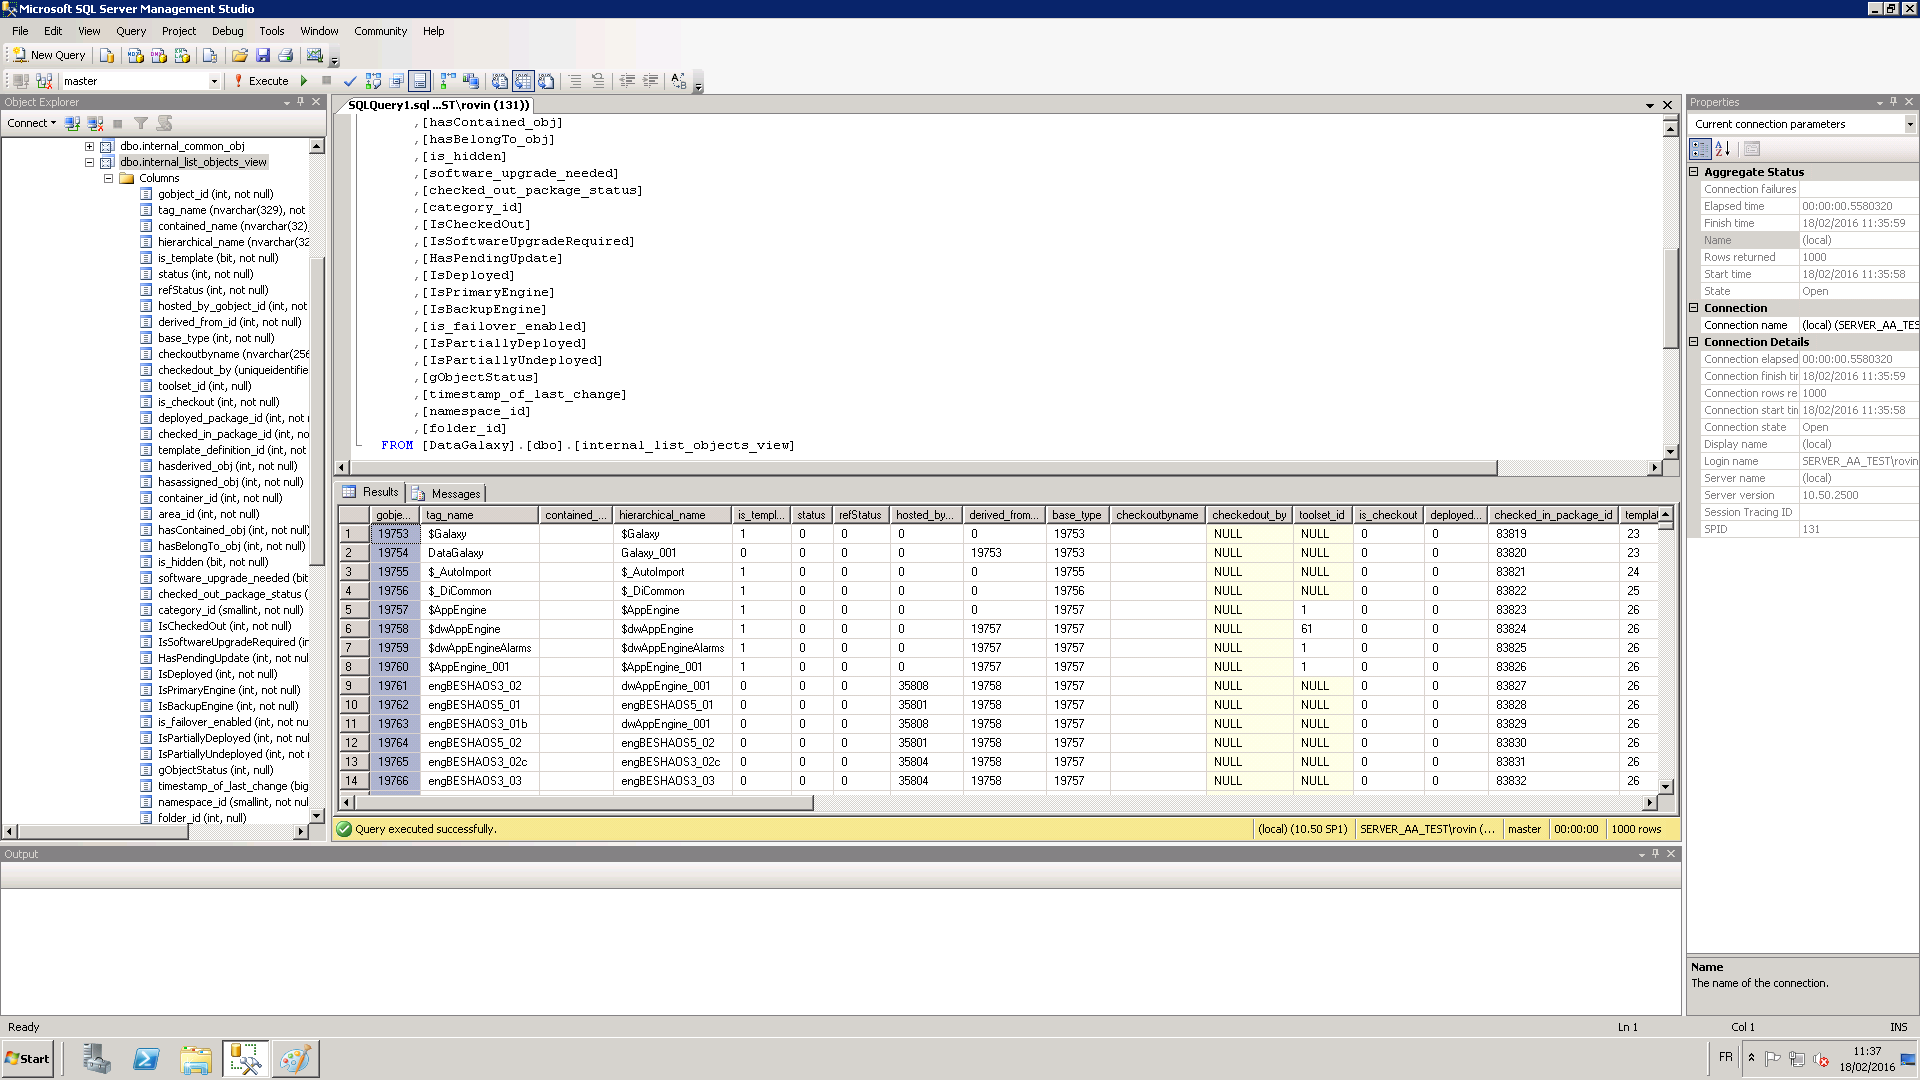 Microsoft SQL Server Management Studio
File Edit View Query Project Debug Tools Window Community Help
New Query
master Execute
Object Explorer
Connect
dbo.internal_common_obj
dbo.internal_list_objects_view
Columns
gobject_id (int, not null)
tag_name (nvarchar(329), not
contained_name (nvarchar(32)
hierarchical_name (nvarchar(32
is_template (bit, not null)
status (int, not null)
refStatus (int, not null)
hosted_by_gobject_id (int, not
derived_from_id (int, not null)
base_type (int, not null)
checkoutbyname (nvarchar(256
checkedout_by (uniqueidentifie
toolset_id (int, null)
is_checkout (int, not null)
deployed_package_id (int, not
checked_in_package_id (int, not
template_definition_id (int, not
hasderived_obj (int, not null)
hasassigned_obj (int, not null)
container_id (int, not null)
area_id (int, not null)
hasContained_obj (int, not null)
hasBelongTo_obj (int, not null)
is_hidden (bit, not null)
software_upgrade_needed (bit
checked_out_package_status (
category_id (smallint, not null)
IsCheckedOut (int, not null)
IsSoftwareUpgradeRequired (in
HasPendingUpdate (int, not nul
IsDeployed (int, not null)
IsPrimaryEngine (int, not null)
IsBackupEngine (int, not null)
is_failover_enabled (int, not null
IsPartiallyDeployed (int, not nul
IsPartiallyUndeployed (int, not
gObjectStatus (int, null)
timestamp_of_last_change (big
namespace_id (smallint, not nu
folder_id (int, null)
SQLQuery1.sql ...ST\rovin (131))
,[hasContained_obj]
,[hasBelongTo_obj]
,[is_hidden]
,[software_upgrade_needed]
,[checked_out_package_status]
,[category_id]
,[IsCheckedOut]
,[IsSoftwareUpgradeRequired]
,[HasPendingUpdate]
,[IsDeployed]
,[IsPrimaryEngine]
,[IsBackupEngine]
,[is_failover_enabled]
,[IsPartiallyDeployed]
,[IsPartiallyUndeployed]
,[gObjectStatus]
,[timestamp_of_last_change]
,[namespace_id]
,[folder_id]
FROM [DataGalaxy].[dbo].[internal_list_objects_view]
Results Messages
gobje... tag_name contained_... hierarchical_name is_templ... status refStatus hosted_by... derived_from... base_type checkoutbyname checkedout_by toolset_id is_checkout deployed... checked_in_package_id templa
1 19753 $Galaxy $Galaxy 1 0 0 0 0 19753 NULL NULL 0 0 83819 23
2 19754 DataGalaxy Galaxy_001 0 0 0 0 19753 19753 NULL NULL 0 0 83820 23
3 19755 $_AutoImport $_AutoImport 1 0 0 0 0 19755 NULL NULL 0 0 83821 24
4 19756 $_DiCommon $_DiCommon 1 0 0 0 0 19756 NULL NULL 0 0 83822 25
5 19757 $AppEngine $AppEngine 1 0 0 0 0 19757 NULL 1 0 0 83823 26
6 19758 $dwAppEngine $dwAppEngine 1 0 0 0 19757 19757 NULL 61 0 0 83824 26
7 19759 $dwAppEngineAlarms $dwAppEngineAlarms 1 0 0 0 19757 19757 NULL 1 0 0 83825 26
8 19760 $AppEngine_001 $AppEngine_001 1 0 0 0 19757 19757 NULL 1 0 0 83826 26
9 19761 engBESHAOS3_02 dwAppEngine_001 0 0 0 35808 19758 19757 NULL NULL 0 0 83827 26
10 19762 engBESHAOS5_01 engBESHAOS5_01 0 0 0 35801 19758 19757 NULL NULL 0 0 83828 26
11 19763 engBESHAOS3_01b dwAppEngine_001 0 0 0 35808 19758 19757 NULL NULL 0 0 83829 26
12 19764 engBESHAOS5_02 engBESHAOS5_02 0 0 0 35801 19758 19757 NULL NULL 0 0 83830 26
13 19765 engBESHAOS3_02c engBESHAOS3_02c 0 0 0 35804 19758 19757 NULL NULL 0 0 83831 26
14 19766 engBESHAOS3_03 engBESHAOS3_03 0 0 0 35804 19758 19757 NULL NULL 0 0 83832 26
Query executed successfully. (local) (10.50 SP1) SERVER_AA_TEST\rovin (... master 00:00:00 1000 rows
Properties
Current connection parameters
Aggregate Status
Connection failures
Elapsed time 00:00:00.5580320
Finish time 18/02/2016 11:35:59
Name (local)
Rows returned 1000
Start time 18/02/2016 11:35:58
State Open
Connection
Connection name (local) (SERVER_AA_TES
Connection Details
Connection elapsed 00:00:00.5580320
Connection finish tir 18/02/2016 11:35:59
Connection rows re 1000
Connection start tin 18/02/2016 11:35:58
Connection state Open
Display name (local)
Login name SERVER_AA_TEST\rovin
Server name (local)
Server version 10.50.2500
Session Tracing ID
SPID 131
Name
The name of the connection.
Output
Ready Ln 1 Col 1 INS
Start FR 11:37
18/02/2016